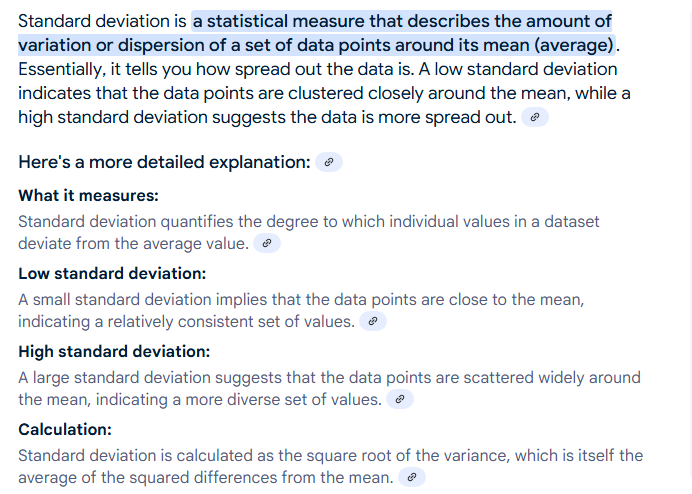 Standard deviation is a statistical measure that describes the amount of
variation or dispersion of a set of data points around its mean (average).
Essentially, it tells you how spread out the data is. A low standard deviation
indicates that the data points are clustered closely around the mean, while a
high standard deviation suggests the data is more spread out.
Here's a more detailed explanation:
What it measures:
Standard deviation quantifies the degree to which individual values in a dataset
deviate from the average value.
Low standard deviation:
A small standard deviation implies that the data points are close to the mean,
indicating a relatively consistent set of values.
High standard deviation:
A large standard deviation suggests that the data points are scattered widely around
the mean, indicating a more diverse set of values.
Calculation:
Standard deviation is calculated as the square root of the variance, which is itself the
average of the squared differences from the mean.